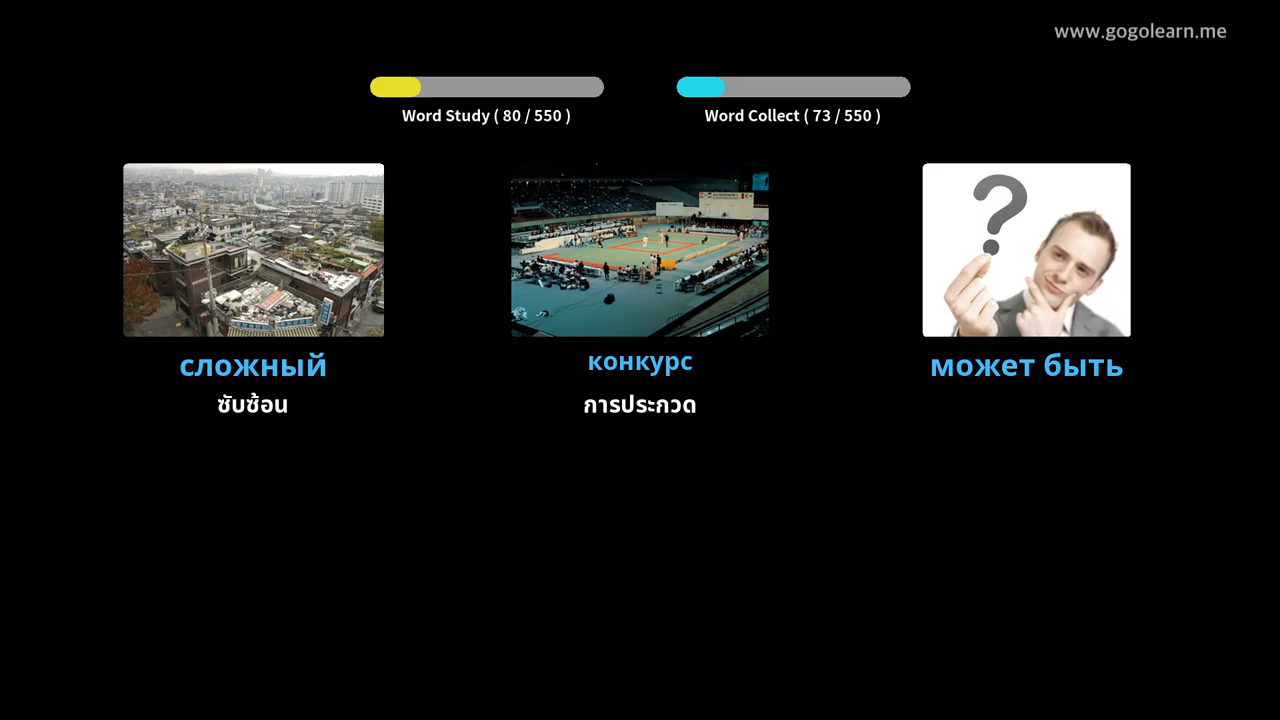 www.gogolearn.me
Word Study ( 80 / 550 )
Word Collect ( 73 / 550 )
сложный
конкурс
может быть
ซับซ้อน
การประกวด